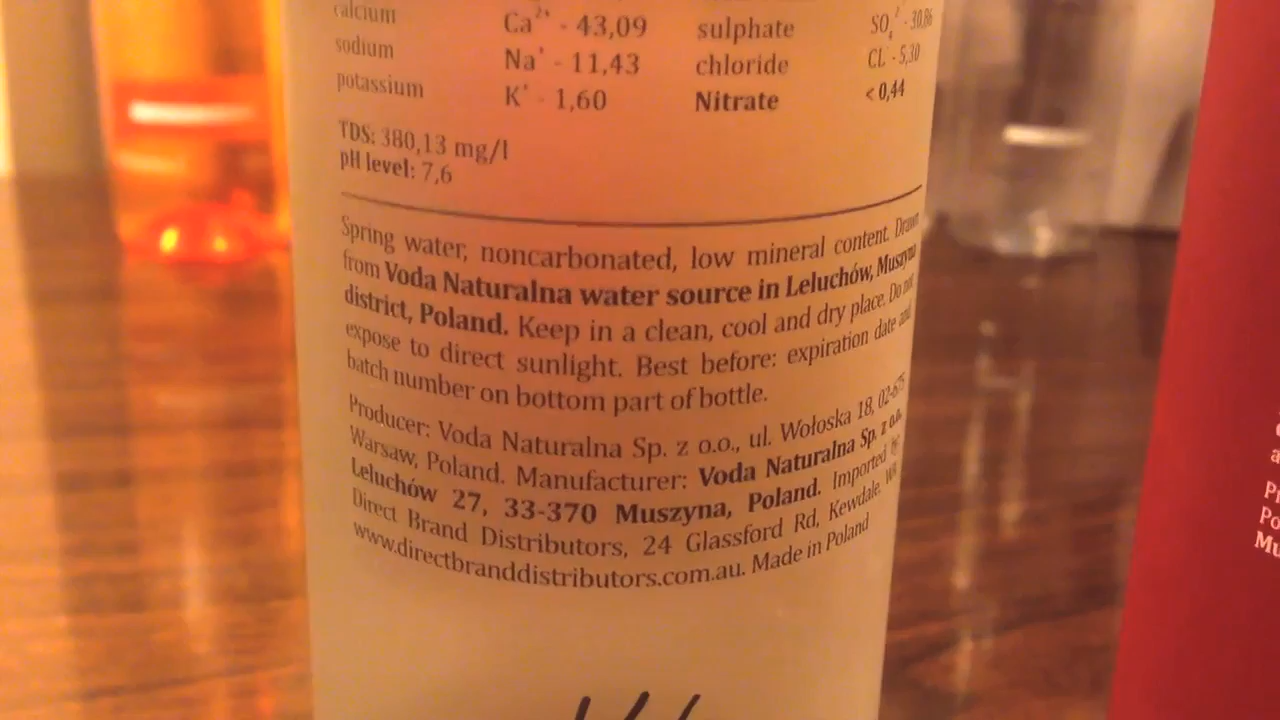 calcium Ca²⁺ - 43,09 sulphate SO₄²⁻ - 30,86
sodium Na⁺ - 11,43 chloride CL⁻ - 5,30
potassium K⁺ - 1,60 Nitrate < 0,44
TDS: 380,13 mg/l
pH level: 7,6
Spring water, noncarbonated, low mineral content. Drawn
from Voda Naturalna water source in Leluchów, Muszyna
district, Poland. Keep in a clean, cool and dry place. Do not
expose to direct sunlight. Best before: expiration date and
batch number on bottom part of bottle.
Producer: Voda Naturalna Sp. z o.o., ul. Wołoska 18, 02-675
Warsaw, Poland. Manufacturer: Voda Naturalna Sp. z o.o.
Leluchów 27, 33-370 Muszyna, Poland. Imported by:
Direct Brand Distributors, 24 Glassford Rd, Kewdale, WA
www.directbranddistributors.com.au. Made in Poland